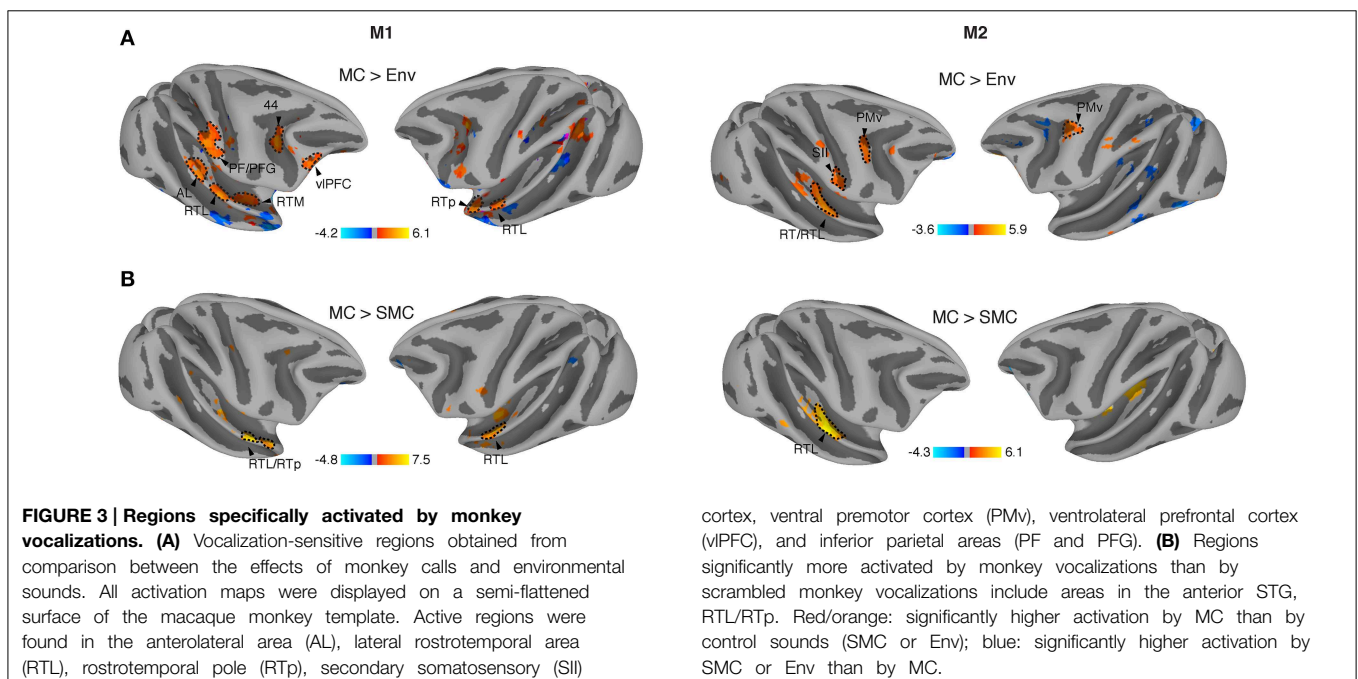 A
M1
M2
MC > Env
MC > Env
44
PF/PFG
vlPFC
AL
RTL
RTM
RTp
RTL
-4.2
6.1
PMv
SII
RT/RTL
PMv
-3.6
5.9
B
MC > SMC
MC > SMC
RTL/RTp
RTL
-4.8
7.5
RTL
-4.3
6.1
FIGURE 3 | Regions specifically activated by monkey
vocalizations. (A) Vocalization-sensitive regions obtained from
comparison between the effects of monkey calls and environmental
sounds. All activation maps were displayed on a semi-flattened
surface of the macaque monkey template. Active regions were
found in the anterolateral area (AL), lateral rostrotemporal area
(RTL), rostrotemporal pole (RTp), secondary somatosensory (SII)
cortex, ventral premotor cortex (PMv), ventrolateral prefrontal cortex
(vlPFC), and inferior parietal areas (PF and PFG). (B) Regions
significantly more activated by monkey vocalizations than by
scrambled monkey vocalizations include areas in the anterior STG,
RTL/RTp. Red/orange: significantly higher activation by MC than by
control sounds (SMC or Env); blue: significantly higher activation by
SMC or Env than by MC.